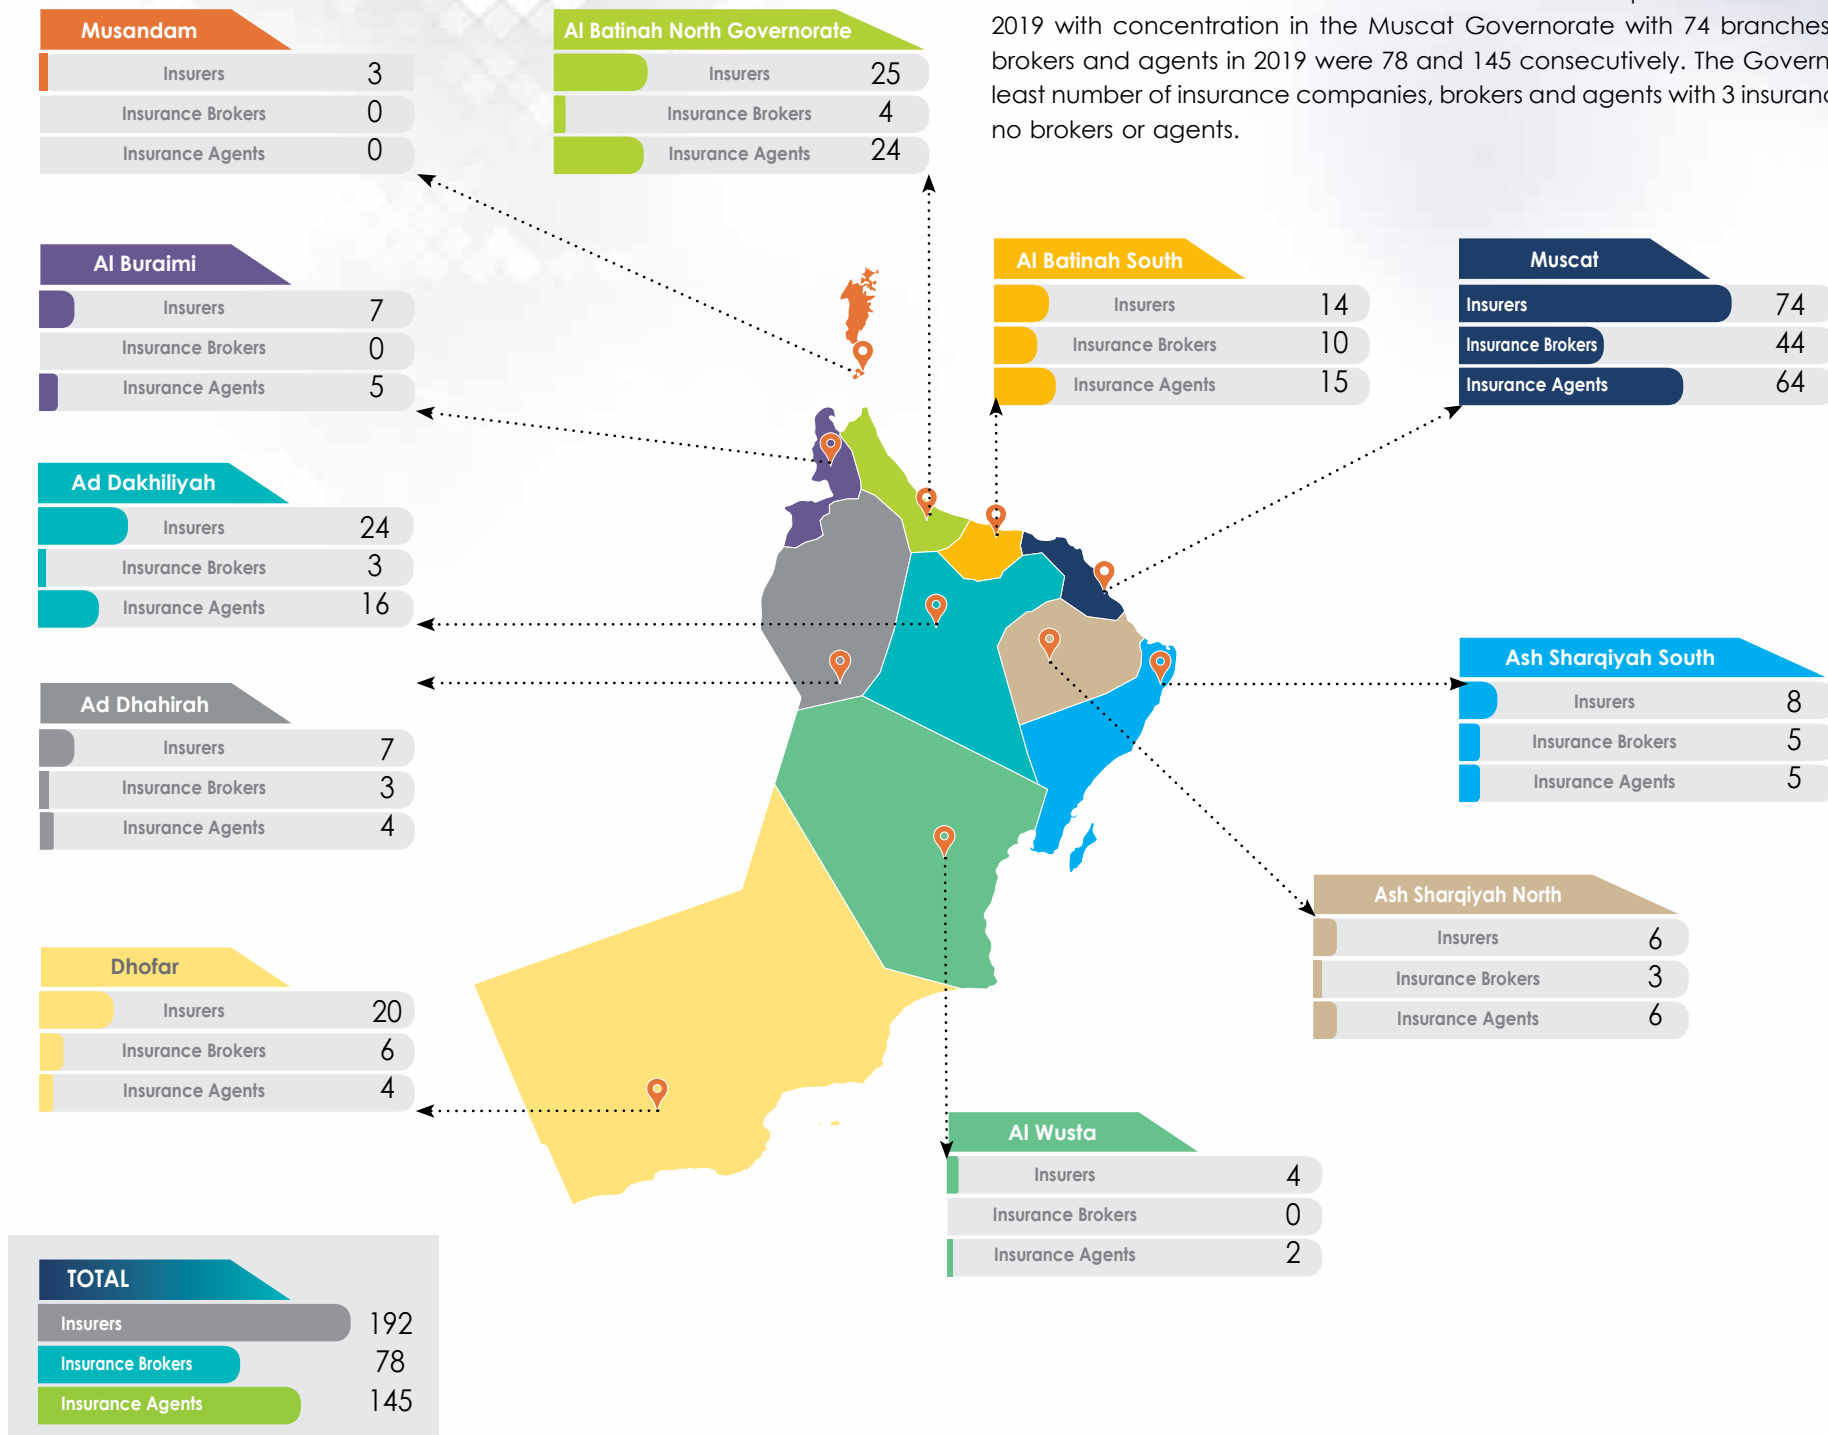 2019 with concentration in the Muscat Governorate with 74 branches
brokers and agents in 2019 were 78 and 145 consecutively. The Govern
least number of insurance companies, brokers and agents with 3 insuranc
no brokers or agents.
Musandam
Insurers 3
Insurance Brokers 0
Insurance Agents 0
Al Batinah North Governorate
Insurers 25
Insurance Brokers 4
Insurance Agents 24
Al Buraimi
Insurers 7
Insurance Brokers 0
Insurance Agents 5
Al Batinah South
Insurers 14
Insurance Brokers 10
Insurance Agents 15
Muscat
Insurers 74
Insurance Brokers 44
Insurance Agents 64
Ad Dakhiliyah
Insurers 24
Insurance Brokers 3
Insurance Agents 16
Ad Dhahirah
Insurers 7
Insurance Brokers 3
Insurance Agents 4
Ash Sharqiyah South
Insurers 8
Insurance Brokers 5
Insurance Agents 5
Ash Sharqiyah North
Insurers 6
Insurance Brokers 3
Insurance Agents 6
Dhofar
Insurers 20
Insurance Brokers 6
Insurance Agents 4
Al Wusta
Insurers 4
Insurance Brokers 0
Insurance Agents 2
TOTAL
Insurers 192
Insurance Brokers 78
Insurance Agents 145